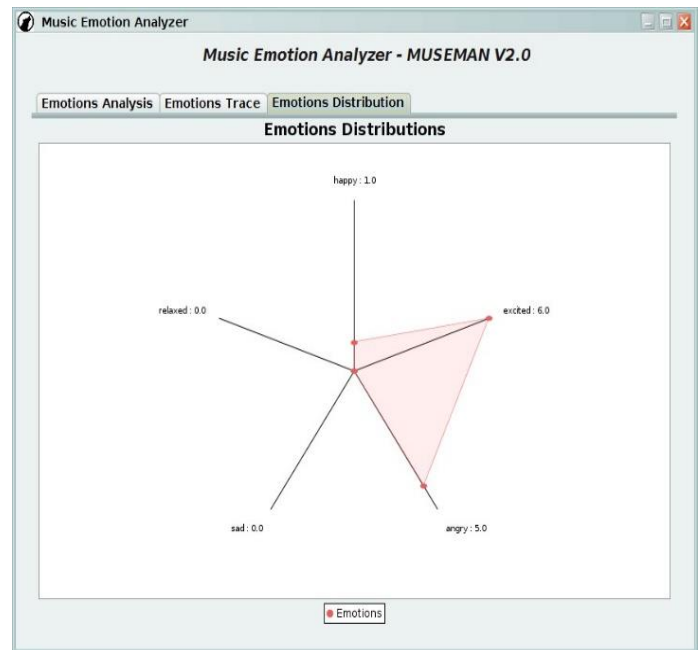 Music Emotion Analyzer
Music Emotion Analyzer - MUSEMAN V2.0
Emotions Analysis Emotions Trace Emotions Distribution
Emotions Distributions
happy : 1.0
relaxed : 0.0
excited : 6.0
sad : 0.0
angry : 5.0
Emotions